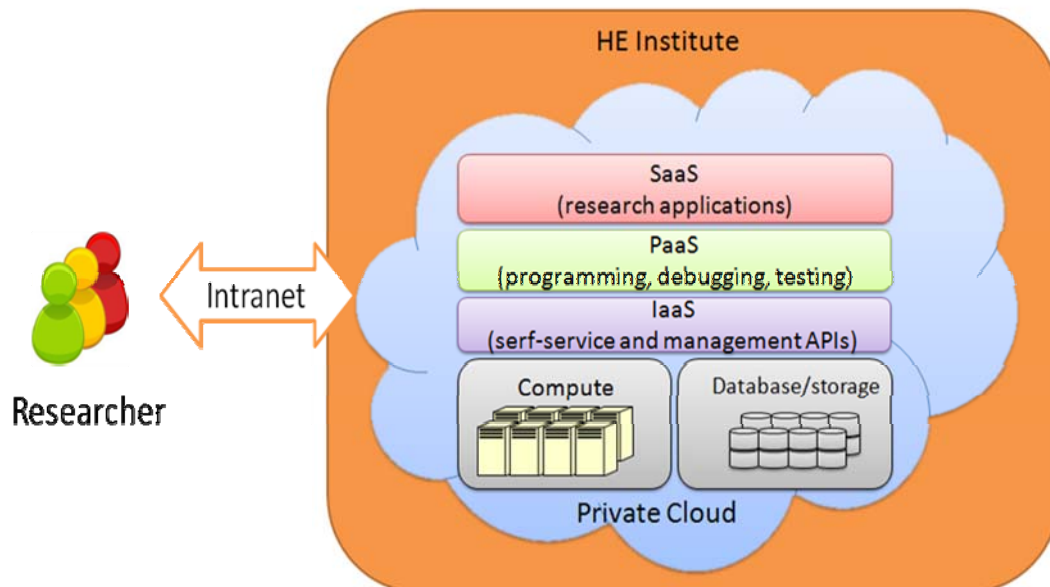 HE Institute
SaaS
(research applications)
PaaS
(programming, debugging, testing)
IaaS
(serf-service and management APIs)
Compute
Database/storage
Private Cloud
Intranet
Researcher